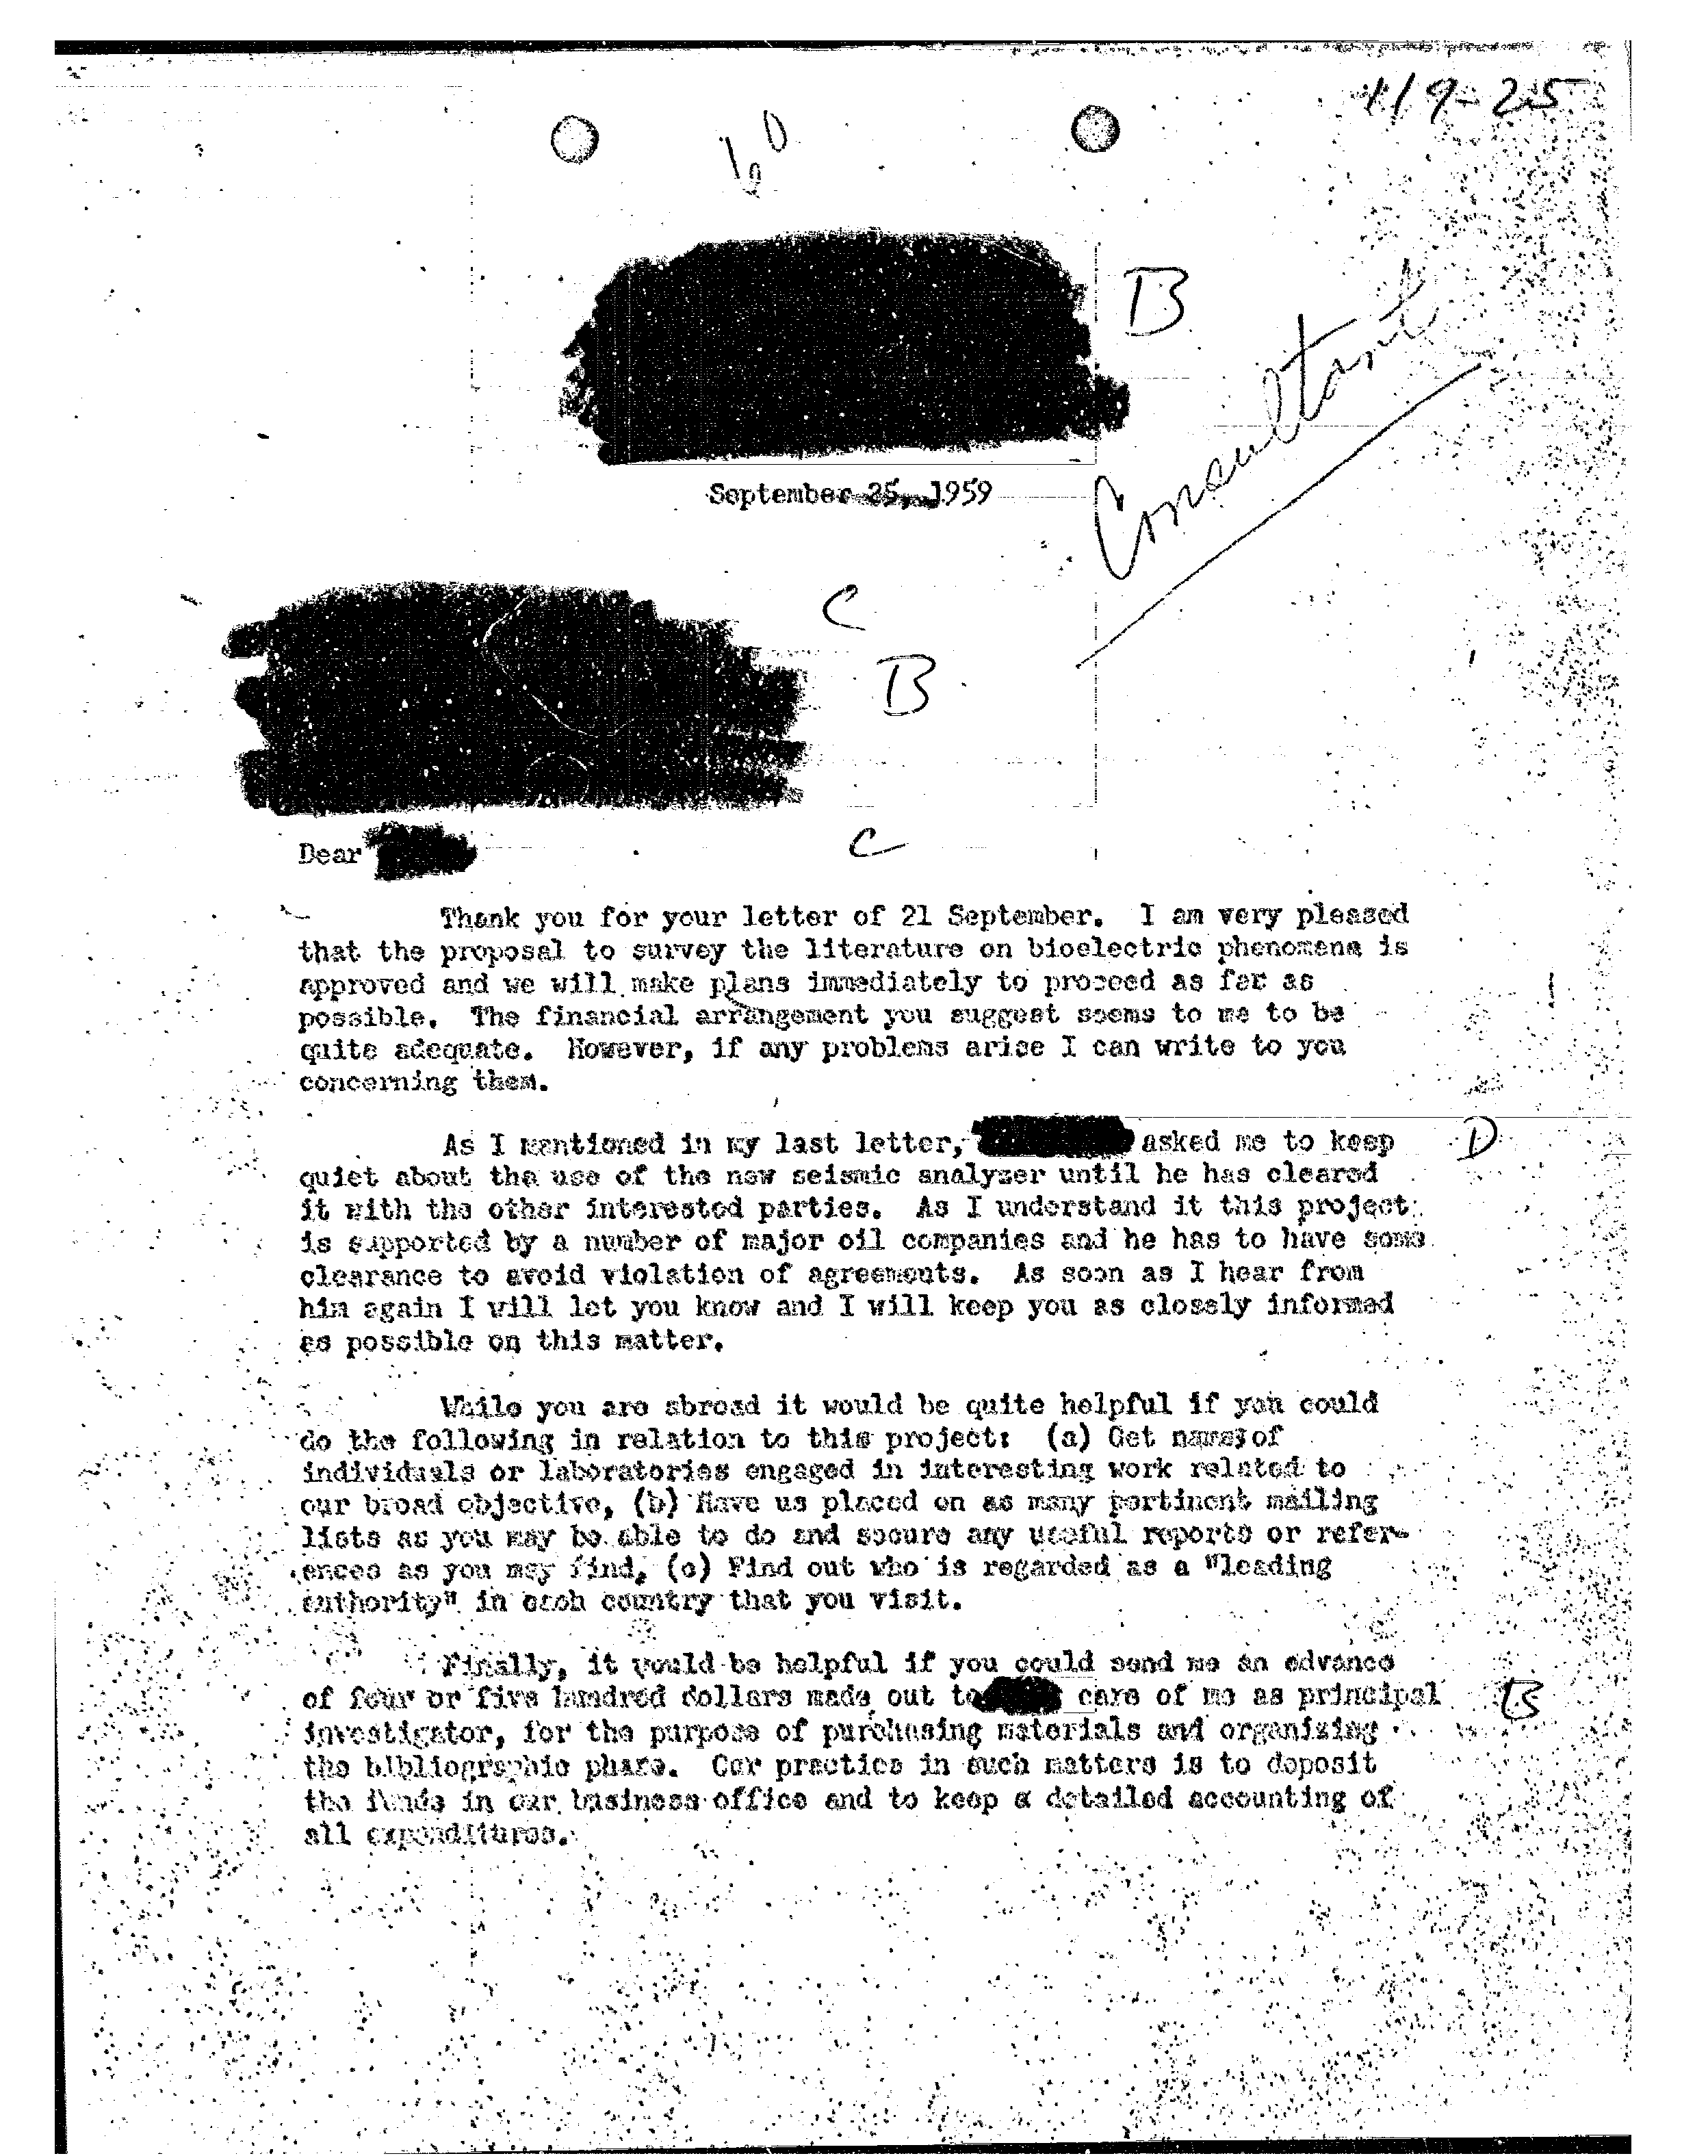 119-25
60
B
Consultant
September 25, 1959
C
B
Dear
C
Thank you for your letter of 21 September. I am very pleased
that the proposal to survey the literature on bioelectric phenomena is
approved and we will make plans immediately to proceed as far as
possible. The financial arrangement you suggest seems to me to be
quite adequate. However, if any problems arise I can write to you
concerning them.
As I mentioned in my last letter, asked me to keep
D
quiet about the use of the new seismic analyzer until he has cleared
it with the other interested parties. As I understand it this project
is supported by a number of major oil companies and he has to have some
clearance to avoid violation of agreements. As soon as I hear from
him again I will let you know and I will keep you as closely informed
as possible on this matter.
While you are abroad it would be quite helpful if you could
do the following in relation to this project: (a) Get names of
individuals or laboratories engaged in interesting work related to
our broad objective, (b) Have us placed on as many pertinent mailing
lists as you may be able to do and secure any useful reports or refer-
ences as you may find, (c) Find out who is regarded as a "leading
authority" in each country that you visit.
Finally, it would be helpful if you could send me an advance
of four or five hundred dollars made out to care of me as principal
B
investigator, for the purpose of purchasing materials and organizing
the bibliographic phase. Our practice in such matters is to deposit
the funds in our business office and to keep a detailed accounting of
all expenditures.